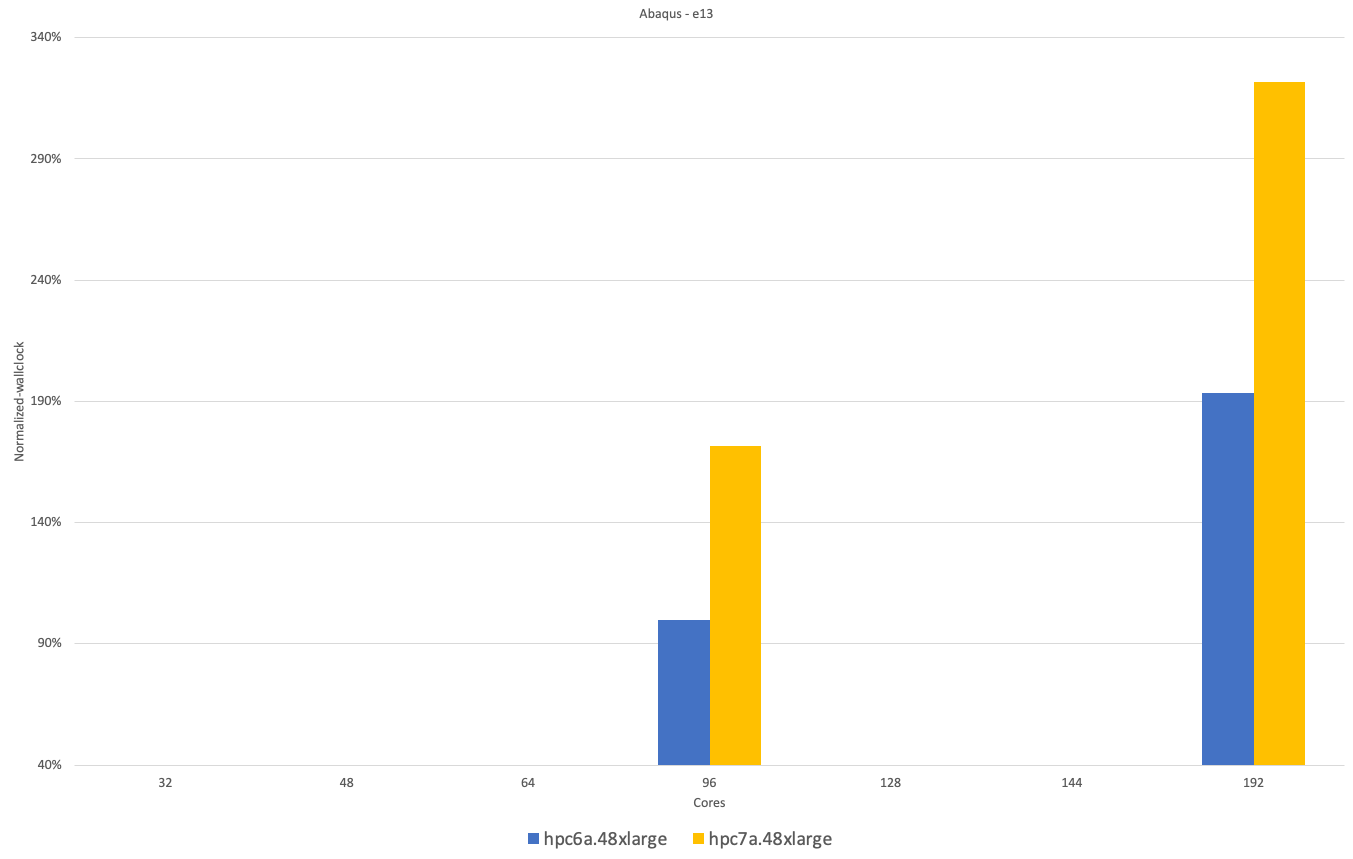 Abaqus - e13
340%
290%
240%
190%
140%
90%
40%
Normalized-wallclock
32 48 64 96 128 144 192
Cores
hpc6a.48xlarge hpc7a.48xlarge